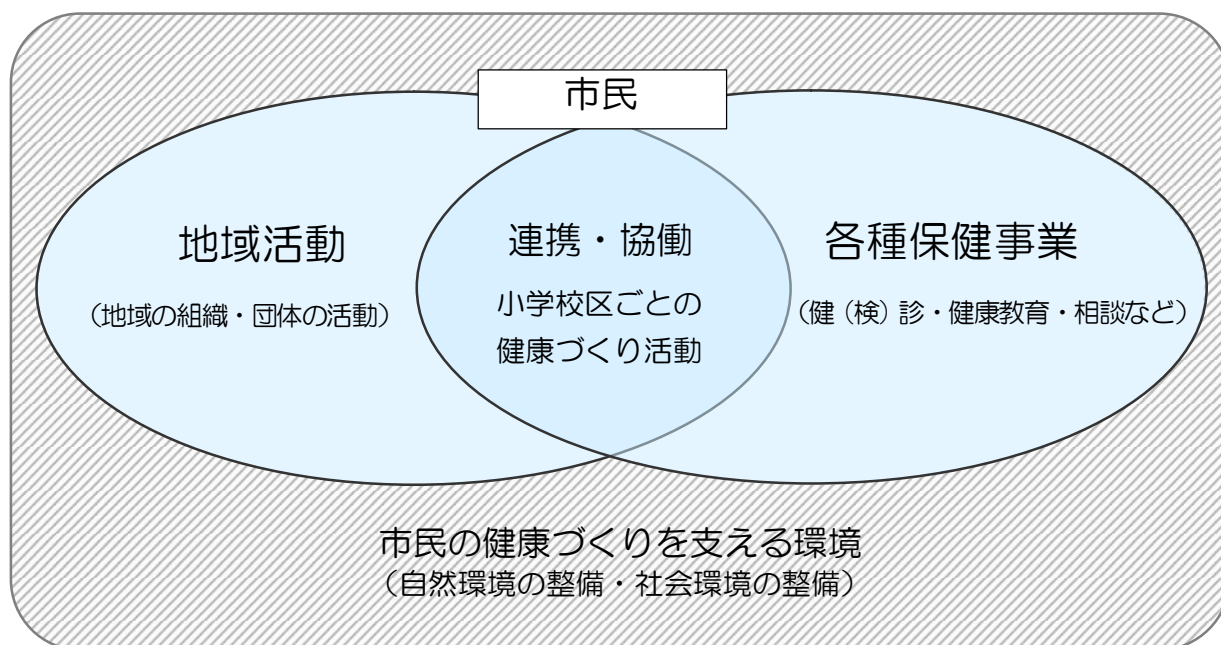 市民
地域活動
（地域の組織・団体の活動）
連携・協働
小学校区ごとの
健康づくり活動
各種保健事業
（健（検）診・健康教育・相談など）
市民の健康づくりを支える環境
（自然環境の整備・社会環境の整備）